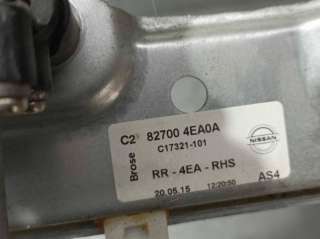 C2 82700 4EA0A
C17321-101
Brose
NISSAN
RR - 4EA - RHS
20.05.15 12:20:50 AS4